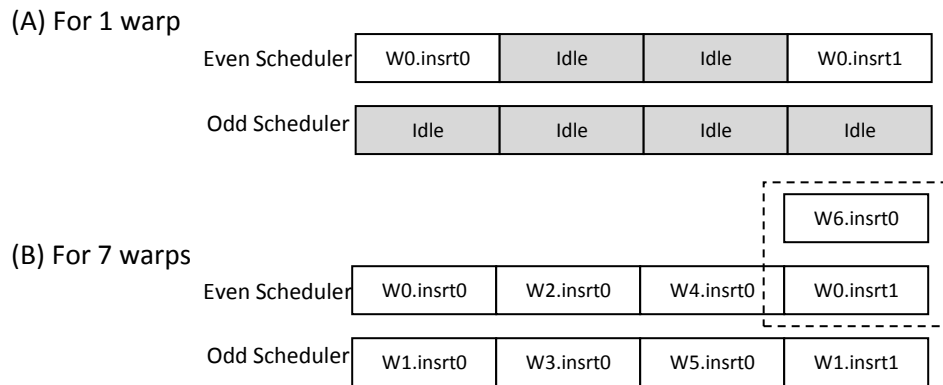 (A) For 1 warp
Even Scheduler W0.insrt0 Idle Idle W0.insrt1
Odd Scheduler Idle Idle Idle Idle
W6.insrt0
(B) For 7 warps
Even Scheduler W0.insrt0 W2.insrt0 W4.insrt0 W0.insrt1
Odd Scheduler W1.insrt0 W3.insrt0 W5.insrt0 W1.insrt1